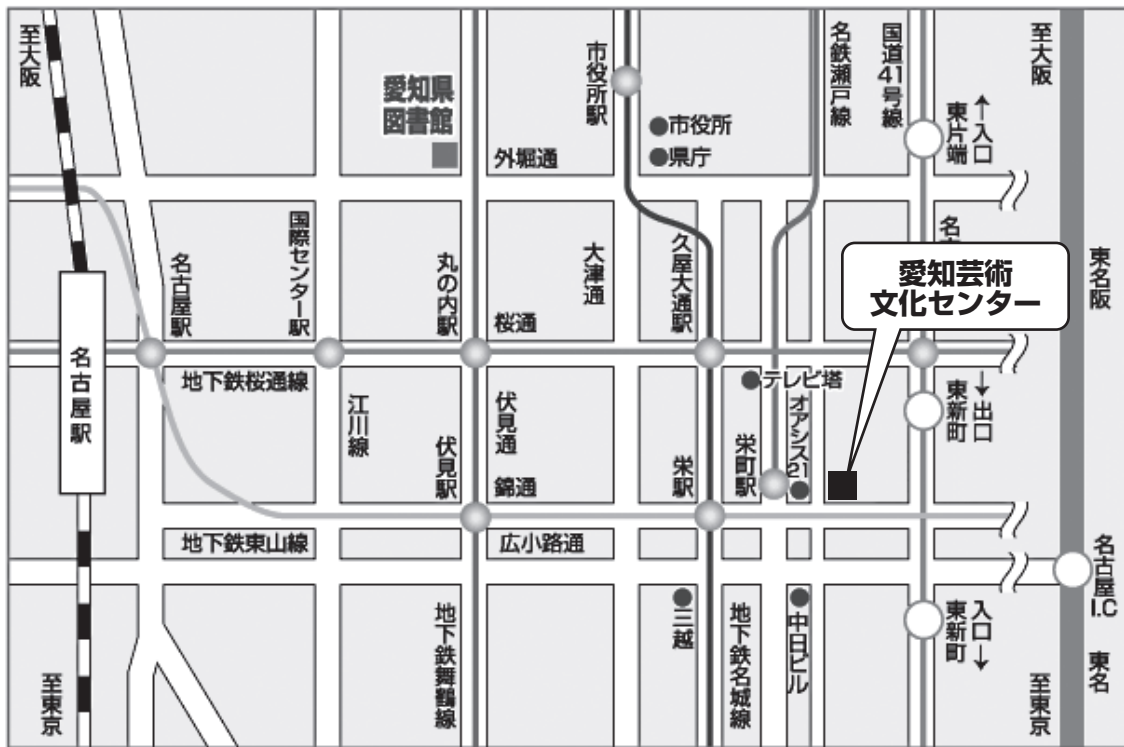 至大阪
市役所駅
名鉄瀬戸線
国道41号線
至大阪
愛知県
図書館
●市役所
●県庁
東片端
↑入口
外堀通
名古屋駅
国際センター駅
丸の内駅
大津通
久屋大通駅
愛知芸術
文化センター
東名阪
桜通
名古屋駅
地下鉄桜通線
●テレビ塔
江川線
伏見通
伏見駅
錦通
栄駅
栄町駅
オアシス21●
東新町
↓出口
地下鉄東山線
広小路通
名古屋I.C
●三越
●中日ビル
東新町
入口↓
地下鉄舞鶴線
地下鉄名城線
至東京
至東京
東名